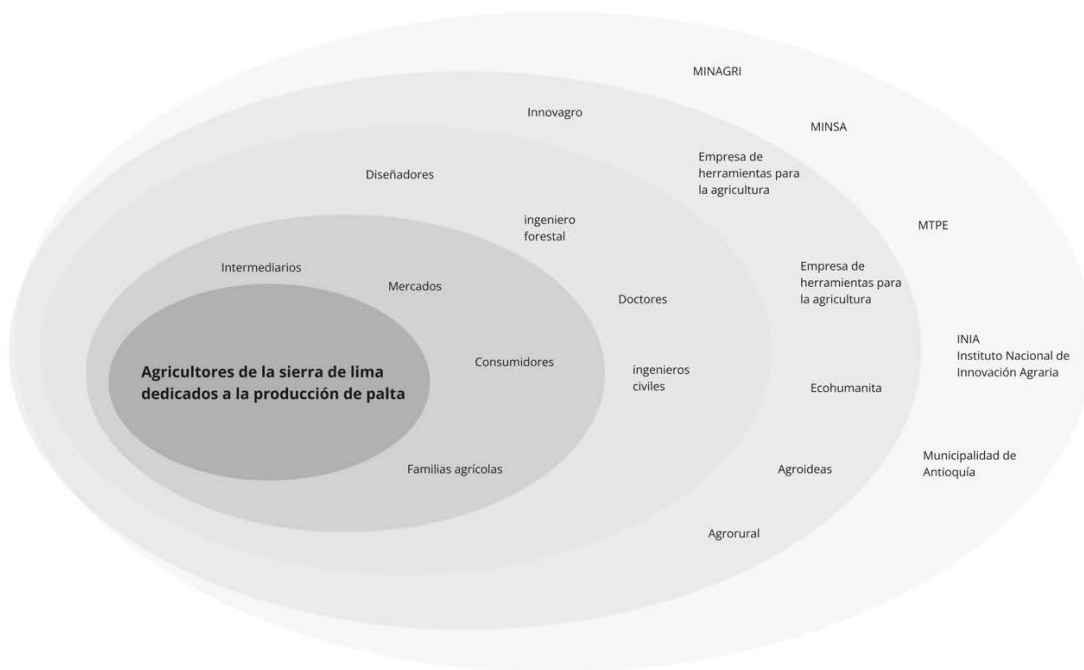 MINAGRI
Innovagro
MINSA
Empresa de
herramientas para
la agricultura
Diseñadores
ingeniero
forestal
MTPE
Intermediarios
Mercados
Empresa de
herramientas para
la agricultura
Doctores
INIA
Instituto Nacional de
Innovación Agraria
Consumidores
Agricultores de la sierra de lima
dedicados a la producción de palta
ingenieros
civiles
Ecohumanita
Familias agrícolas
Agroideas
Municipalidad de
Antioquía
Agrorural